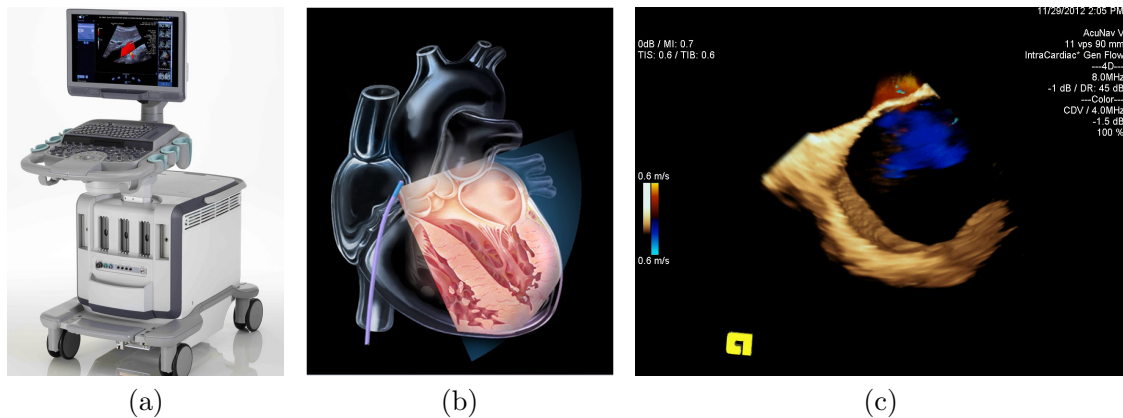 11/29/2012 2:05 PM
AcuNav V
0dB / MI: 0.7
11 vps 90 mm
TIS: 0.6 / TIB: 0.6
IntraCardiac* Gen Flow
---4D---
8.0MHz
-1 dB / DR: 45 dB
---Color---
CDV / 4.0MHz
-1.5 dB
100 %
0.6 m/s
0.6 m/s
(a)
(b)
(c)